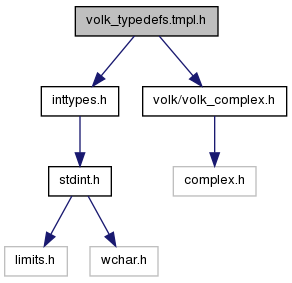 volk_typedefs.tmpl.h
inttypes.h
volk/volk_complex.h
stdint.h
complex.h
limits.h
wchar.h